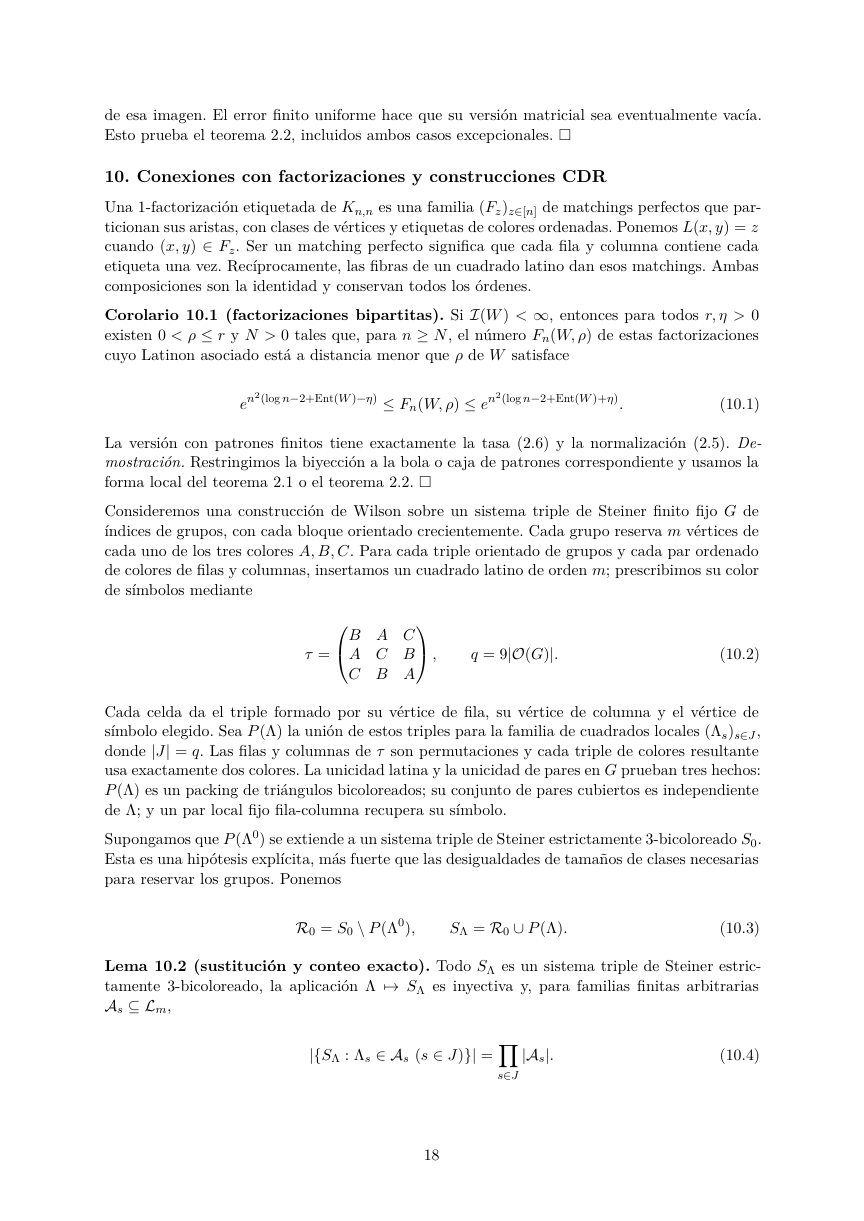 de esa imagen. El error finito uniforme hace que su versión matricial sea eventualmente vacía.
Esto prueba el teorema 2.2, incluidos ambos casos excepcionales. □
10. Conexiones con factorizaciones y construcciones CDR
Una 1-factorización etiquetada de Kₙ,ₙ es una familia (F_z)_{z∈[n]} de matchings perfectos que par-
ticionan sus aristas, con clases de vértices y etiquetas de colores ordenadas. Ponemos L(x, y) = z
cuando (x, y) ∈ F_z. Ser un matching perfecto significa que cada fila y columna contiene cada
etiqueta una vez. Recíprocamente, las fibras de un cuadrado latino dan esos matchings. Ambas
composiciones son la identidad y conservan todos los órdenes.
Corolario 10.1 (factorizaciones bipartitas). Si ℐ(W) < ∞, entonces para todos r, η > 0
existen 0 < ρ ≤ r y N > 0 tales que, para n ≥ N, el número Fₙ(W, ρ) de estas factorizaciones
cuyo Latinon asociado está a distancia menor que ρ de W satisface
e^{n²(log n−2+Ent(W)−η)} ≤ Fₙ(W, ρ) ≤ e^{n²(log n−2+Ent(W)+η)}. (10.1)
La versión con patrones finitos tiene exactamente la tasa (2.6) y la normalización (2.5). De-
mostración. Restringimos la biyección a la bola o caja de patrones correspondiente y usamos la
forma local del teorema 2.1 o el teorema 2.2. □
Consideremos una construcción de Wilson sobre un sistema triple de Steiner finito fijo G de
índices de grupos, con cada bloque orientado crecientemente. Cada grupo reserva m vértices de
cada uno de los tres colores A, B, C. Para cada triple orientado de grupos y cada par ordenado
de colores de filas y columnas, insertamos un cuadrado latino de orden m; prescribimos su color
de símbolos mediante
B A C
τ = ( A C B ), q = 9|𝒪(G)|. (10.2)
C B A
Cada celda da el triple formado por su vértice de fila, su vértice de columna y el vértice de
símbolo elegido. Sea P(Λ) la unión de estos triples para la familia de cuadrados locales (Λ_s)_{s∈J},
donde |J| = q. Las filas y columnas de τ son permutaciones y cada triple de colores resultante
usa exactamente dos colores. La unicidad latina y la unicidad de pares en G prueban tres hechos:
P(Λ) es un packing de triángulos bicoloreados; su conjunto de pares cubiertos es independiente
de Λ; y un par local fijo fila-columna recupera su símbolo.
Supongamos que P(Λ⁰) se extiende a un sistema triple de Steiner estrictamente 3-bicoloreado S₀.
Esta es una hipótesis explícita, más fuerte que las desigualdades de tamaños de clases necesarias
para reservar los grupos. Ponemos
ℛ₀ = S₀ \ P(Λ⁰), S_Λ = ℛ₀ ∪ P(Λ). (10.3)
Lema 10.2 (sustitución y conteo exacto). Todo S_Λ es un sistema triple de Steiner estric-
tamente 3-bicoloreado, la aplicación Λ ↦ S_Λ es inyectiva y, para familias finitas arbitrarias
𝒜_s ⊆ ℒ_m,
|{S_Λ : Λ_s ∈ 𝒜_s (s ∈ J)}| = ∏_{s∈J} |𝒜_s|. (10.4)
18